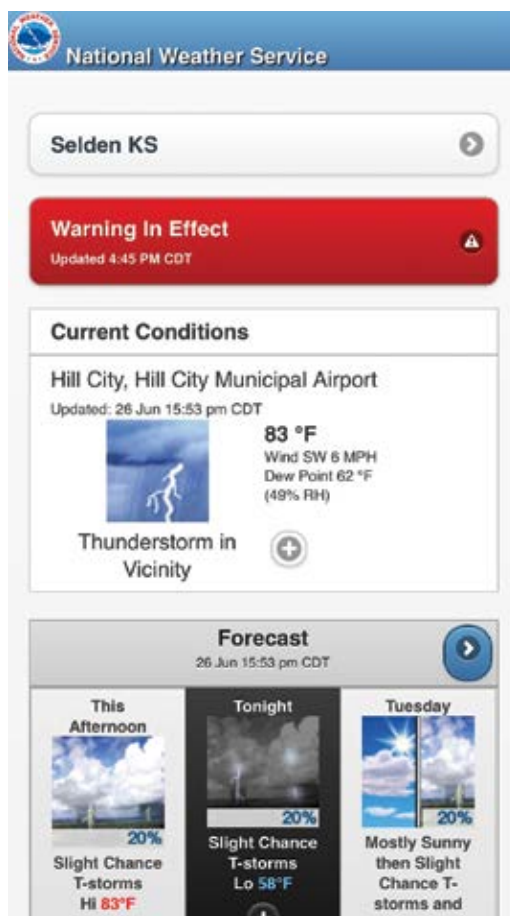 National Weather Service
Selden KS
Warning In Effect
Updated 4:45 PM CDT
Current Conditions
Hill City, Hill City Municipal Airport
Updated: 26 Jun 15:53 pm CDT
83 °F
Wind SW 6 MPH
Dew Point 62 °F
(49% RH)
Thunderstorm in
Vicinity
Forecast
26 Jun 15:53 pm CDT
This
Afternoon
20%
Slight Chance
T-storms
Hi 83°F
Tonight
20%
Slight Chance
T-storms
Lo 58°F
Tuesday
20%
Mostly Sunny
then Slight
Chance T-
storms and